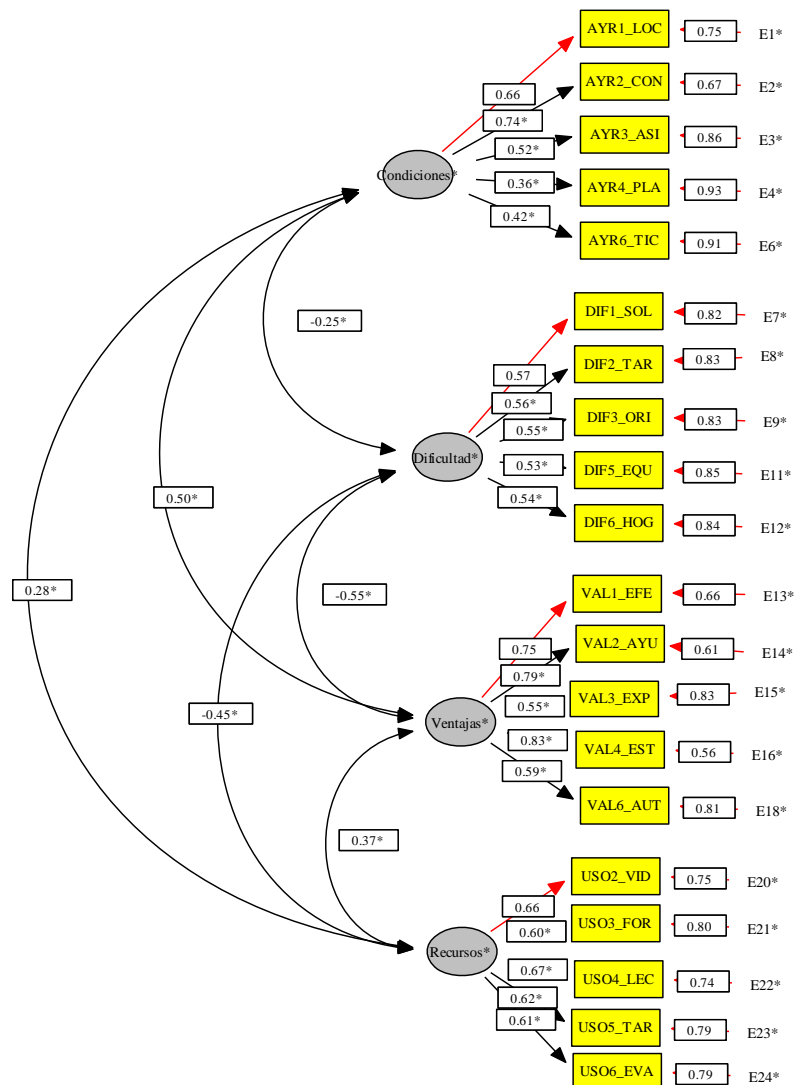 AYR1_LOC 0.75 E1*
0.66
AYR2_CON 0.67 E2*
0.74*
AYR3_ASI 0.86 E3*
0.52*
Condiciones*
0.36* AYR4_PLA 0.93 E4*
0.42*
AYR6_TIC 0.91 E6*
-0.25*
DIF1_SOL 0.82 E7*
0.57
DIF2_TAR 0.83 E8*
0.56*
DIF3_ORI 0.83 E9*
0.55*
Dificultad*
0.53* DIF5_EQU 0.85 E11*
0.54*
DIF6_HOG 0.84 E12*
0.50*
0.28*
-0.55*
VAL1_EFE 0.66 E13*
0.75
VAL2_AYU 0.61 E14*
0.79*
VAL3_EXP 0.83 E15*
0.55*
-0.45*
Ventajas*
0.83* VAL4_EST 0.56 E16*
0.59*
VAL6_AUT 0.81 E18*
0.37*
USO2_VID 0.75 E20*
0.66
USO3_FOR 0.80 E21*
0.60*
Recursos*
0.67* USO4_LEC 0.74 E22*
0.62*
USO5_TAR 0.79 E23*
0.61*
USO6_EVA 0.79 E24*